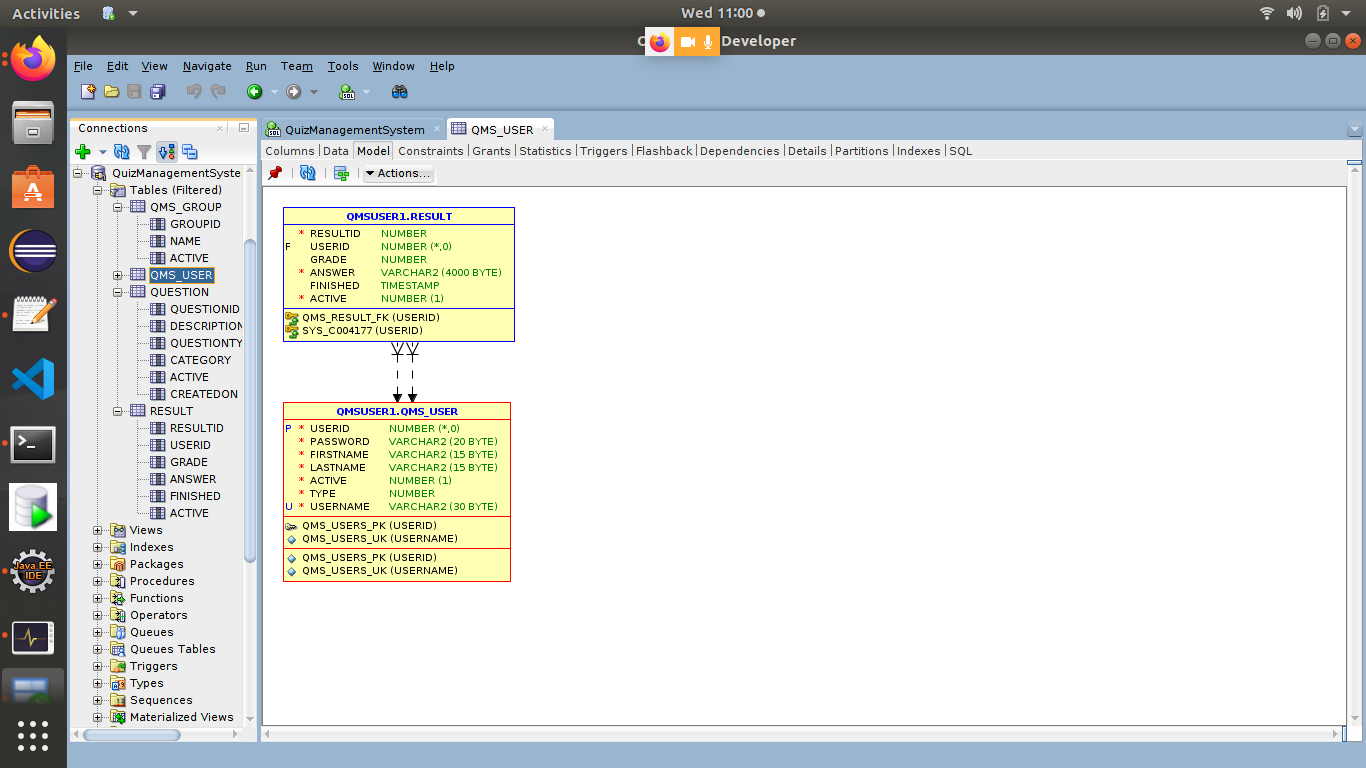 Activities
Wed 11:00
Developer
File Edit View Navigate Run Team Tools Window Help
Connections
QuizManagementSyste
Tables (Filtered)
QMS_GROUP
GROUPID
NAME
ACTIVE
QMS_USER
QUESTION
QUESTIONID
DESCRIPTION
QUESTIONTY
CATEGORY
ACTIVE
CREATEDON
RESULT
RESULTID
USERID
GRADE
ANSWER
FINISHED
ACTIVE
Views
Indexes
Packages
Procedures
Functions
Operators
Queues
Queues Tables
Triggers
Types
Sequences
Materialized Views
QuizManagementSystem
QMS_USER
Columns Data Model Constraints Grants Statistics Triggers Flashback Dependencies Details Partitions Indexes SQL
Actions...
QMSUSER1.RESULT
* RESULTID NUMBER
F USERID NUMBER (*,0)
GRADE NUMBER
* ANSWER VARCHAR2 (4000 BYTE)
FINISHED TIMESTAMP
* ACTIVE NUMBER (1)
QMS_RESULT_FK (USERID)
SYS_C004177 (USERID)
QMSUSER1.QMS_USER
P * USERID NUMBER (*,0)
* PASSWORD VARCHAR2 (20 BYTE)
* FIRSTNAME VARCHAR2 (15 BYTE)
* LASTNAME VARCHAR2 (15 BYTE)
* ACTIVE NUMBER (1)
* TYPE NUMBER
U * USERNAME VARCHAR2 (30 BYTE)
QMS_USERS_PK (USERID)
QMS_USERS_UK (USERNAME)
QMS_USERS_PK (USERID)
QMS_USERS_UK (USERNAME)
Java EE
IDE
SQL